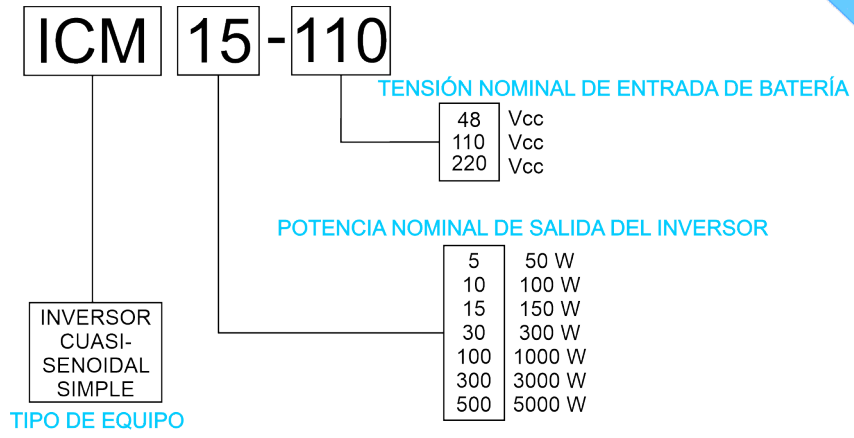 ICM 15-110
TENSIÓN NOMINAL DE ENTRADA DE BATERÍA
48 Vcc
110 Vcc
220 Vcc
POTENCIA NOMINAL DE SALIDA DEL INVERSOR
5 50 W
10 100 W
15 150 W
30 300 W
100 1000 W
300 3000 W
500 5000 W
INVERSOR
CUASI-
SENOIDAL
SIMPLE
TIPO DE EQUIPO